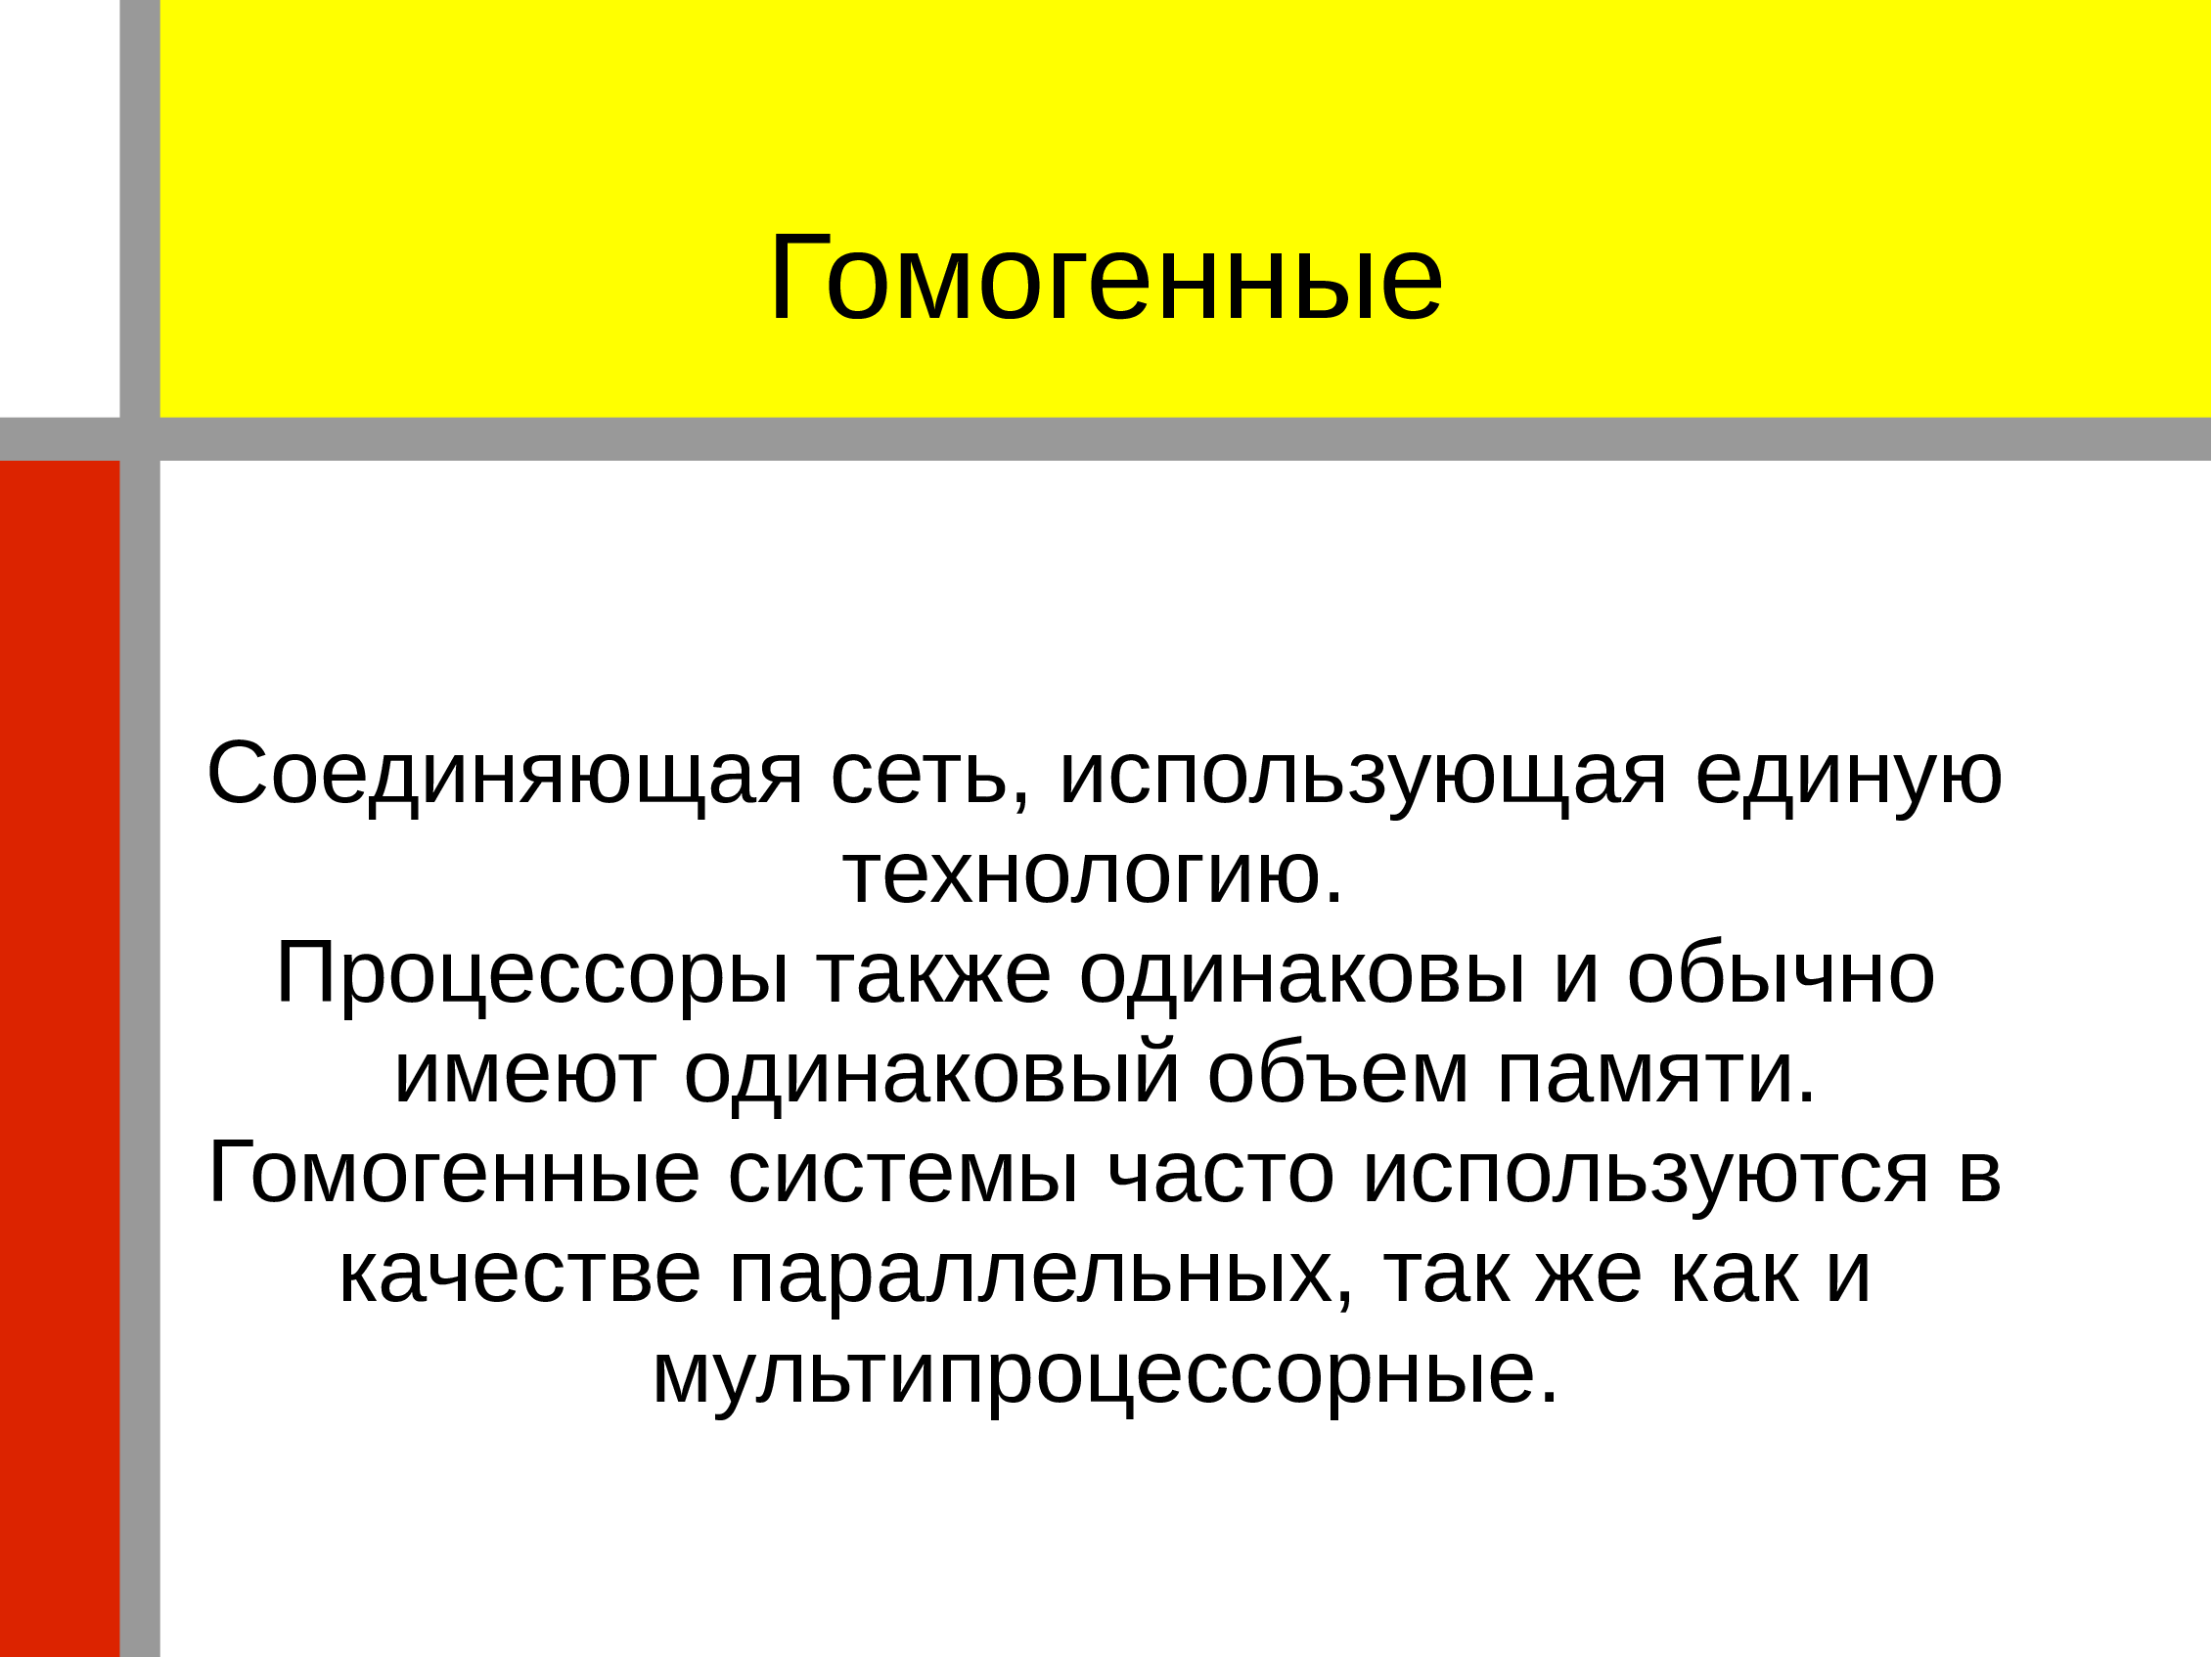 Гомогенные
Соединяющая сеть, использующая единую
технологию.
Процессоры также одинаковы и обычно
имеют одинаковый объем памяти.
Гомогенные системы часто используются в
качестве параллельных, так же как и
мультипроцессорные.